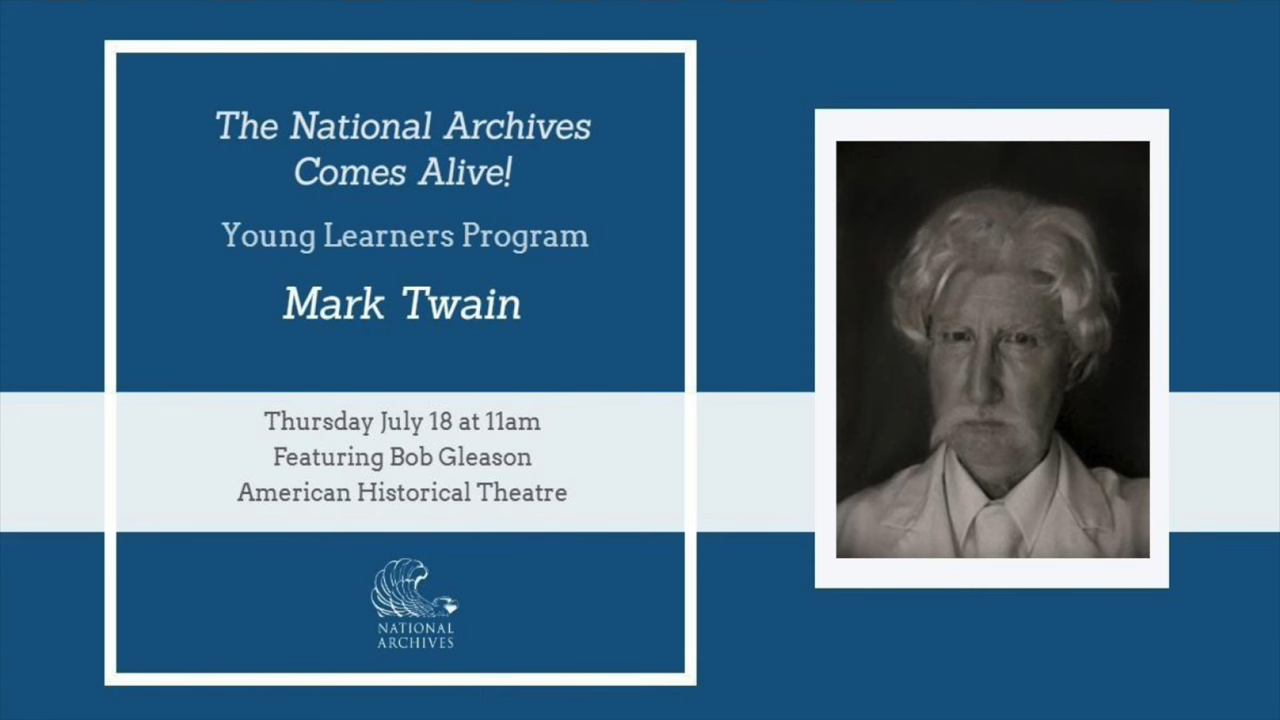 The National Archives
Comes Alive!
Young Learners Program
Mark Twain
Thursday July 18 at 11am
Featuring Bob Gleason
American Historical Theatre
NATIONAL
ARCHIVES